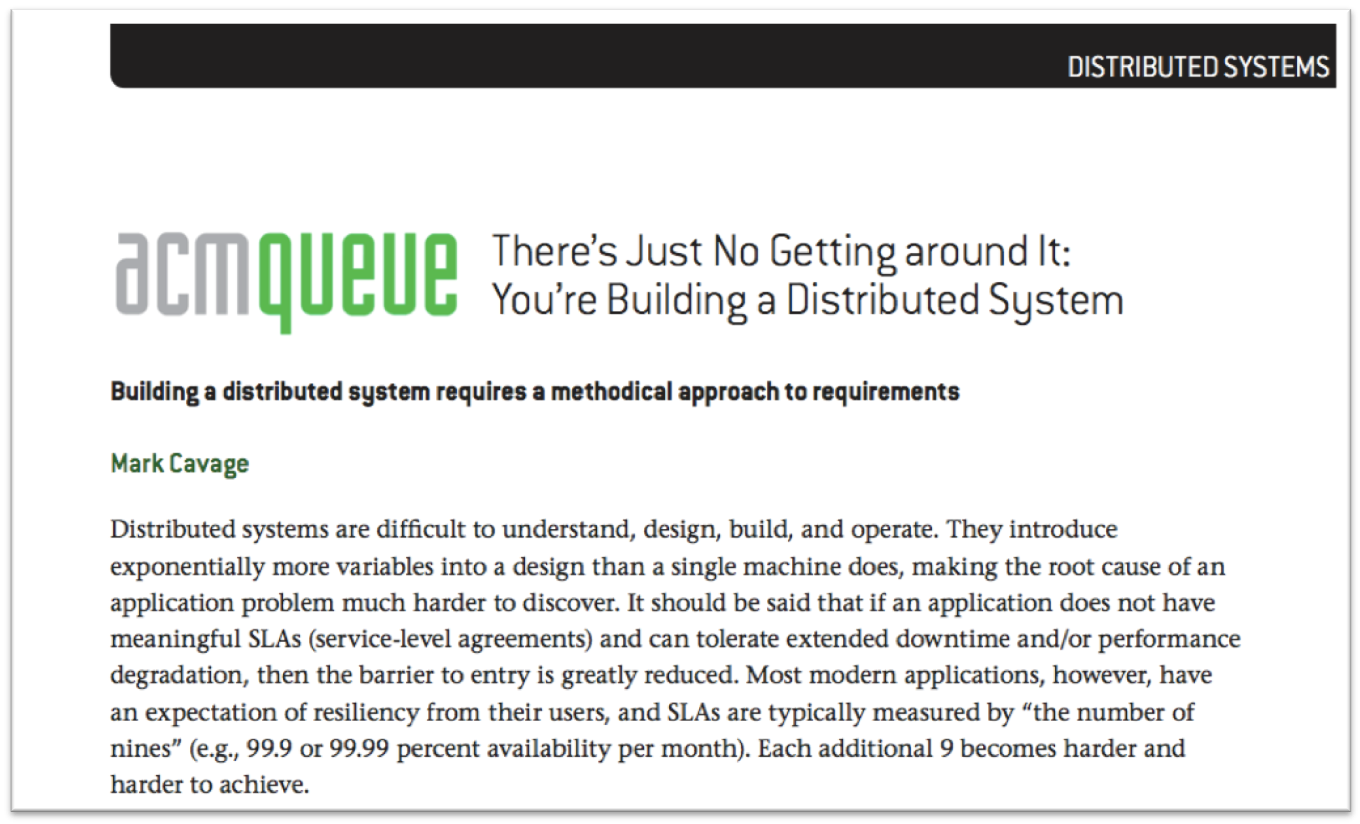 DISTRIBUTED SYSTEMS
acmqueue
There’s Just No Getting around It:
You’re Building a Distributed System
Building a distributed system requires a methodical approach to requirements
Mark Cavage
Distributed systems are difficult to understand, design, build, and operate. They introduce
exponentially more variables into a design than a single machine does, making the root cause of an
application problem much harder to discover. It should be said that if an application does not have
meaningful SLAs (service-level agreements) and can tolerate extended downtime and/or performance
degradation, then the barrier to entry is greatly reduced. Most modern applications, however, have
an expectation of resiliency from their users, and SLAs are typically measured by “the number of
nines” (e.g., 99.9 or 99.99 percent availability per month). Each additional 9 becomes harder and
harder to achieve.